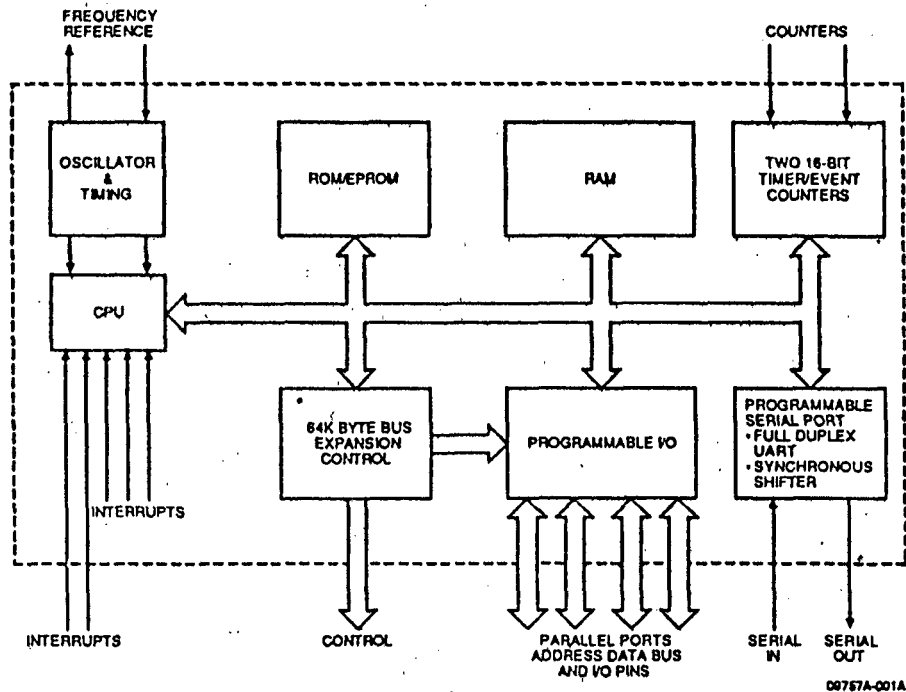 FREQUENCY
REFERENCE
COUNTERS
OSCILLATOR
&
TIMING
ROM/EPROM
RAM
TWO 16-BIT
TIMER/EVENT
COUNTERS
CPU
64K BYTE BUS
EXPANSION
CONTROL
PROGRAMMABLE I/O
PROGRAMMABLE
SERIAL PORT
• FULL DUPLEX
UART
• SYNCHRONOUS
SHIFTER
INTERRUPTS
INTERRUPTS
CONTROL
PARALLEL PORTS
ADDRESS DATA BUS
AND I/O PINS
SERIAL
IN
SERIAL
OUT
09757A-001A